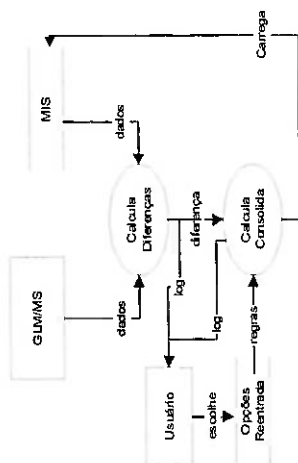 GLM/MS
MIS
dados
dados
Calcula
Diferenças
log
diferença
Carrega
Usuário
log
Calcula
Consolida
escolhe
regras
Opções
Reentrada